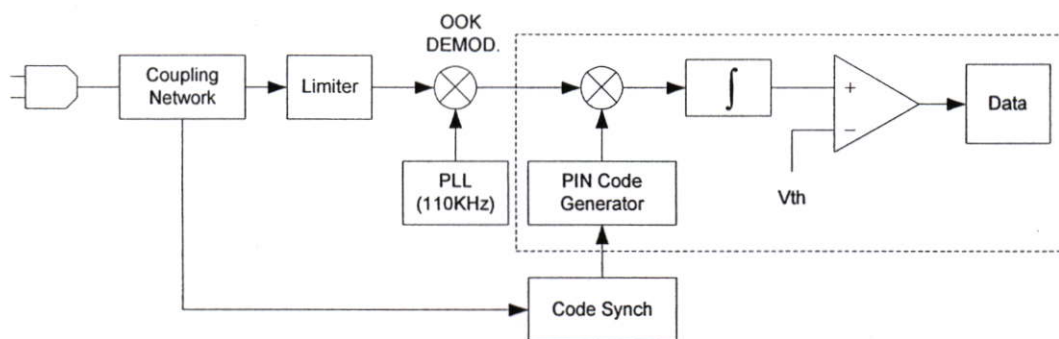 OOK
DEMOD.
Coupling
Network
Limiter
∫
+
−
Data
PLL
(110KHz)
PIN Code
Generator
Vth
Code Synch